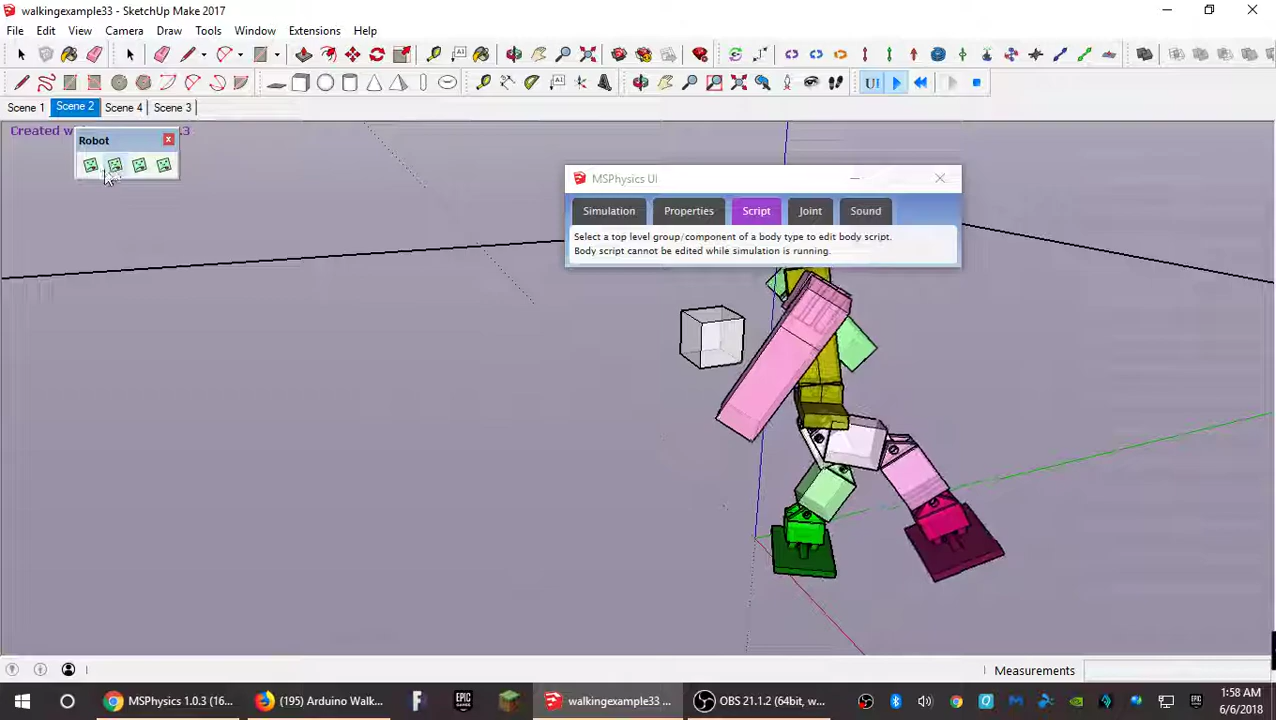 walkingexample33 - SketchUp Make 2017
File Edit View Camera Draw Tools Window Extensions Help
UI
Scene 1 Scene 2 Scene 4 Scene 3
Created w 3
Robot
MSPhysics UI
Simulation Properties Script Joint Sound
Select a top level group/component of a body type to edit body script.
Body script cannot be edited while simulation is running.
Measurements
MSPhysics 1.0.3 (16...
(195) Arduino Walk...
walkingexample33 ...
OBS 21.1.2 (64bit, w...
1:58 AM
6/6/2018